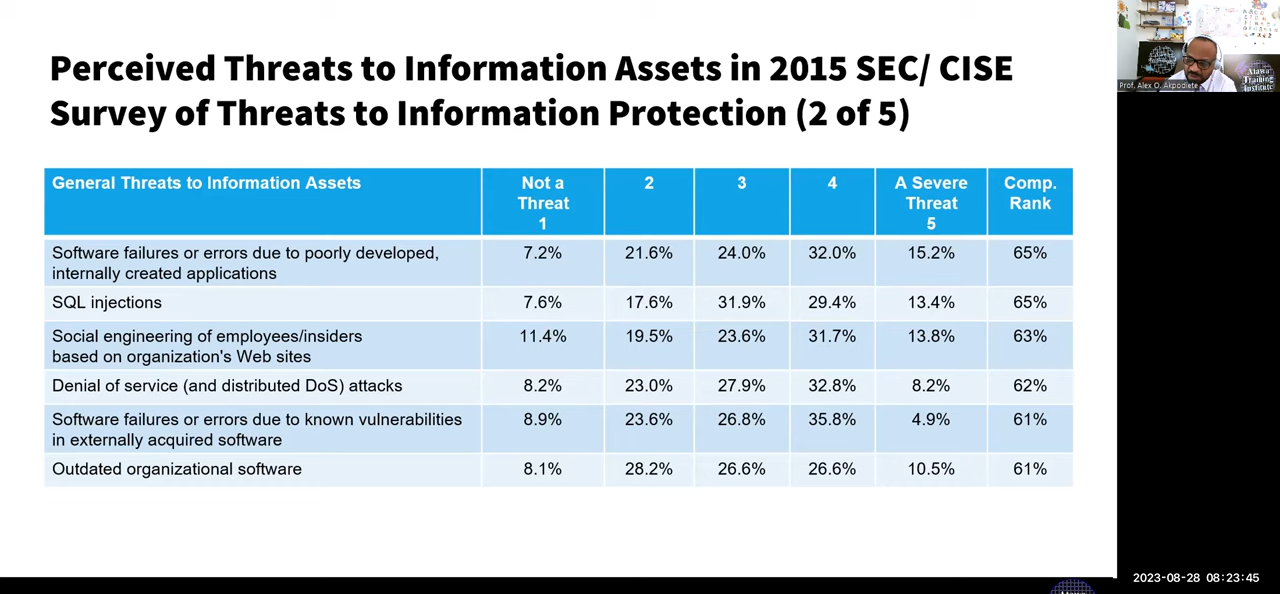 Perceived Threats to Information Assets in 2015 SEC/ CISE
Survey of Threats to Information Protection (2 of 5)
General Threats to Information Assets Not a Threat 1 2 3 4 A Severe Threat 5 Comp. Rank
Software failures or errors due to poorly developed, internally created applications 7.2% 21.6% 24.0% 32.0% 15.2% 65%
SQL injections 7.6% 17.6% 31.9% 29.4% 13.4% 65%
Social engineering of employees/insiders based on organization's Web sites 11.4% 19.5% 23.6% 31.7% 13.8% 63%
Denial of service (and distributed DoS) attacks 8.2% 23.0% 27.9% 32.8% 8.2% 62%
Software failures or errors due to known vulnerabilities in externally acquired software 8.9% 23.6% 26.8% 35.8% 4.9% 61%
Outdated organizational software 8.1% 28.2% 26.6% 26.6% 10.5% 61%
Prof. Alex O. Akpodiete
Training
Institute
2023-08-28 08:23:45